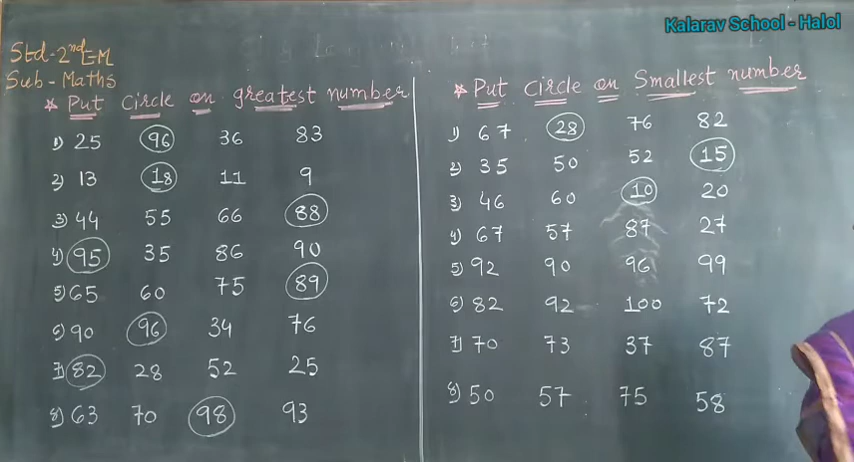 Kalarav School - Halol
Std-2nd E.M
Sub-Maths
* Put circle on greatest number
1) 25 96 36 83
2) 13 18 11 9
3) 44 55 66 88
4) 95 35 86 90
5) 65 60 75 89
6) 90 96 34 76
7) 82 28 52 25
8) 63 70 98 93
* Put circle on Smallest number
1) 67 28 76 82
2) 35 50 52 15
3) 46 60 10 20
4) 67 57 87 27
5) 92 90 96 99
6) 82 92 100 72
7) 70 73 37 87
8) 50 57 75 58